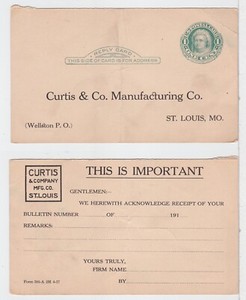 REPLY CARD
THIS SIDE OF CARD IS FOR ADDRESS
Curtis & Co. Manufacturing Co.
(Wellston P. O.)
ST. LOUIS, MO.
CURTIS
& COMPANY
MFG. CO.
ST. LOUIS
THIS IS IMPORTANT
GENTLEMEN:—
WE HEREWITH ACKNOWLEDGE RECEIPT OF YOUR
BULLETIN NUMBER OF 191
REMARKS:
YOURS TRULY,
FIRM NAME
BY